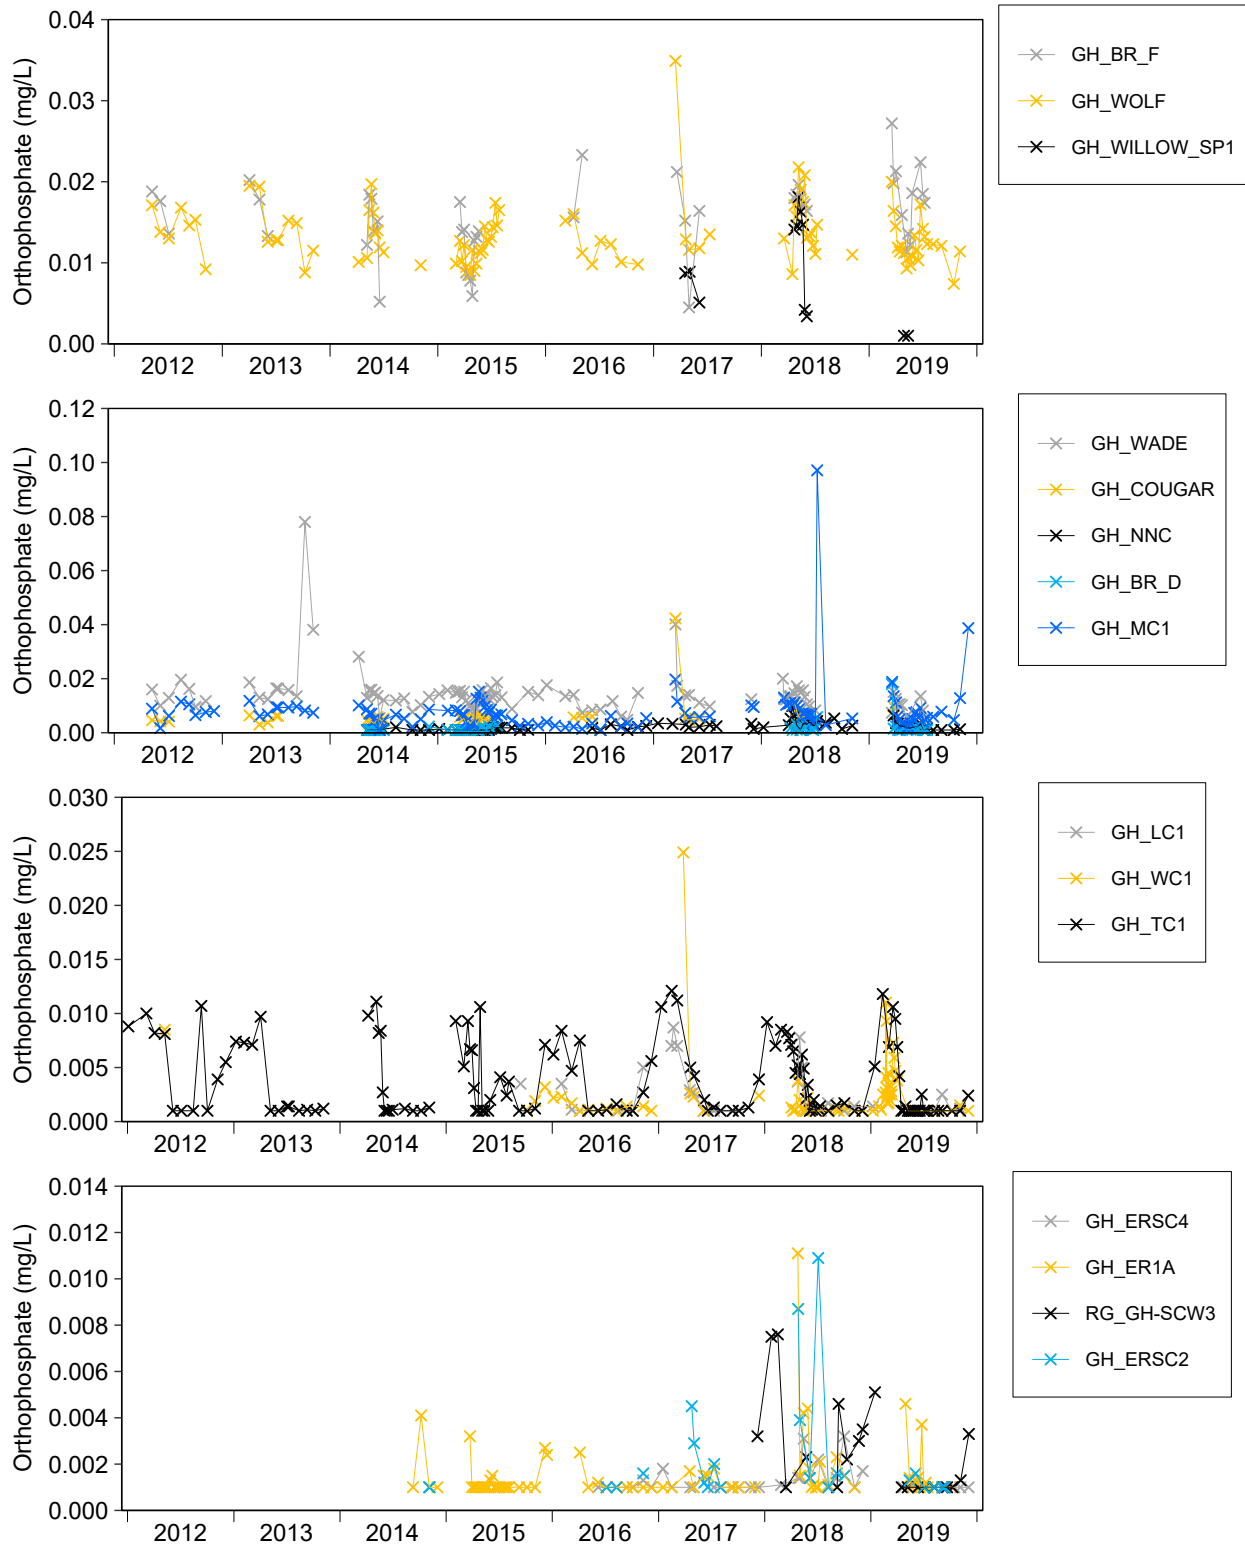 Orthophosphate (mg/L)
0.04
0.03
0.02
0.01
0.00
2012 2013 2014 2015 2016 2017 2018 2019
GH_BR_F
GH_WOLF
GH_WILLOW_SP1
Orthophosphate (mg/L)
0.12
0.10
0.08
0.06
0.04
0.02
0.00
2012 2013 2014 2015 2016 2017 2018 2019
GH_WADE
GH_COUGAR
GH_NNC
GH_BR_D
GH_MC1
Orthophosphate (mg/L)
0.030
0.025
0.020
0.015
0.010
0.005
0.000
2012 2013 2014 2015 2016 2017 2018 2019
GH_LC1
GH_WC1
GH_TC1
Orthophosphate (mg/L)
0.014
0.012
0.010
0.008
0.006
0.004
0.002
0.000
2012 2013 2014 2015 2016 2017 2018 2019
GH_ERSC4
GH_ER1A
RG_GH-SCW3
GH_ERSC2